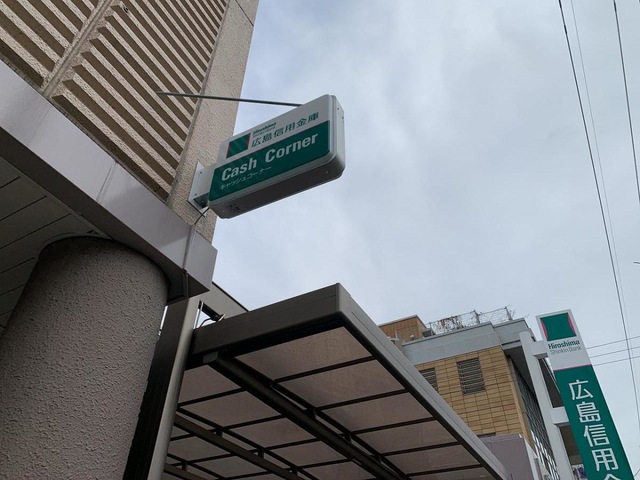 Hiroshima
広島信用金庫
Cash Corner
キャッシュコーナー
Hiroshima
Shinkin Bank
広島信用金